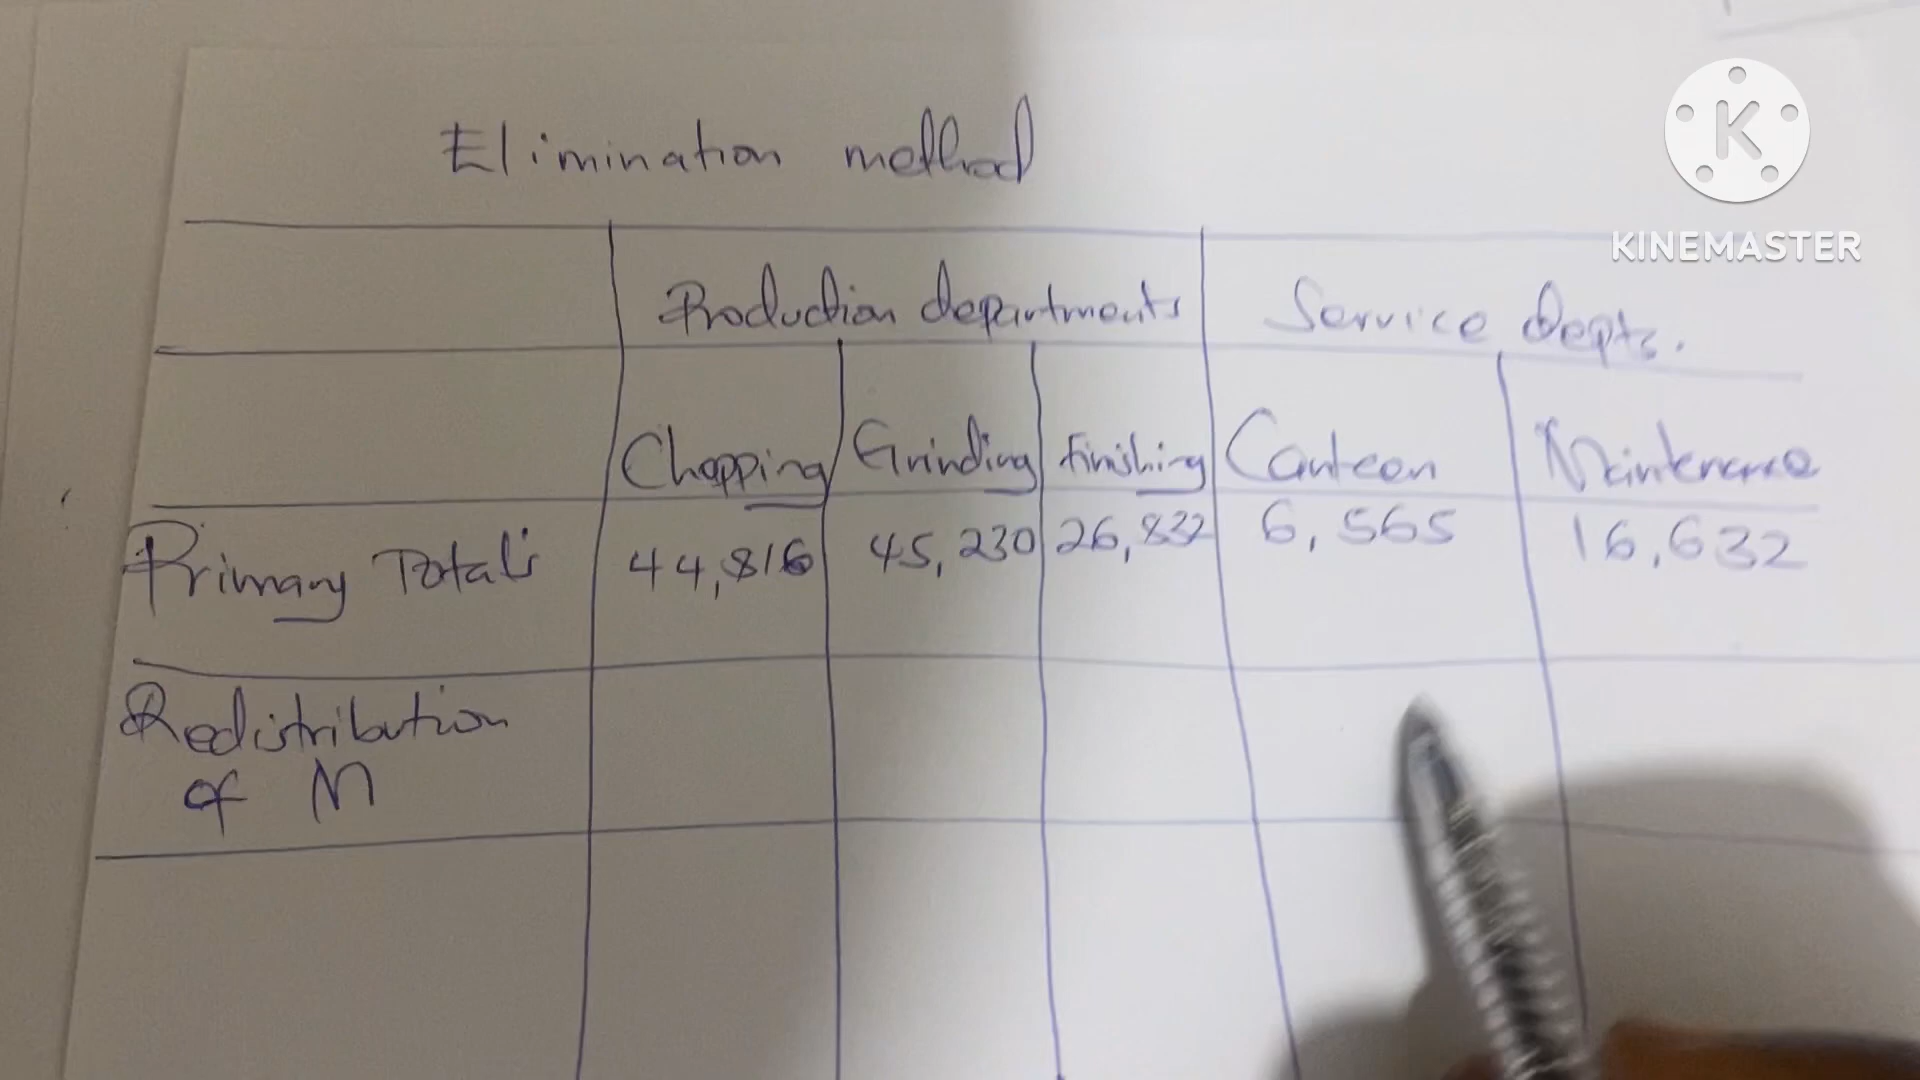 Elimination method
KINEMASTER
Production departments Service Depts.
Chopping Grinding Finishing Canteen Maintenance
Primary Totals 44,816 45,230 26,832 6,565 16,632
Redistribution
of M